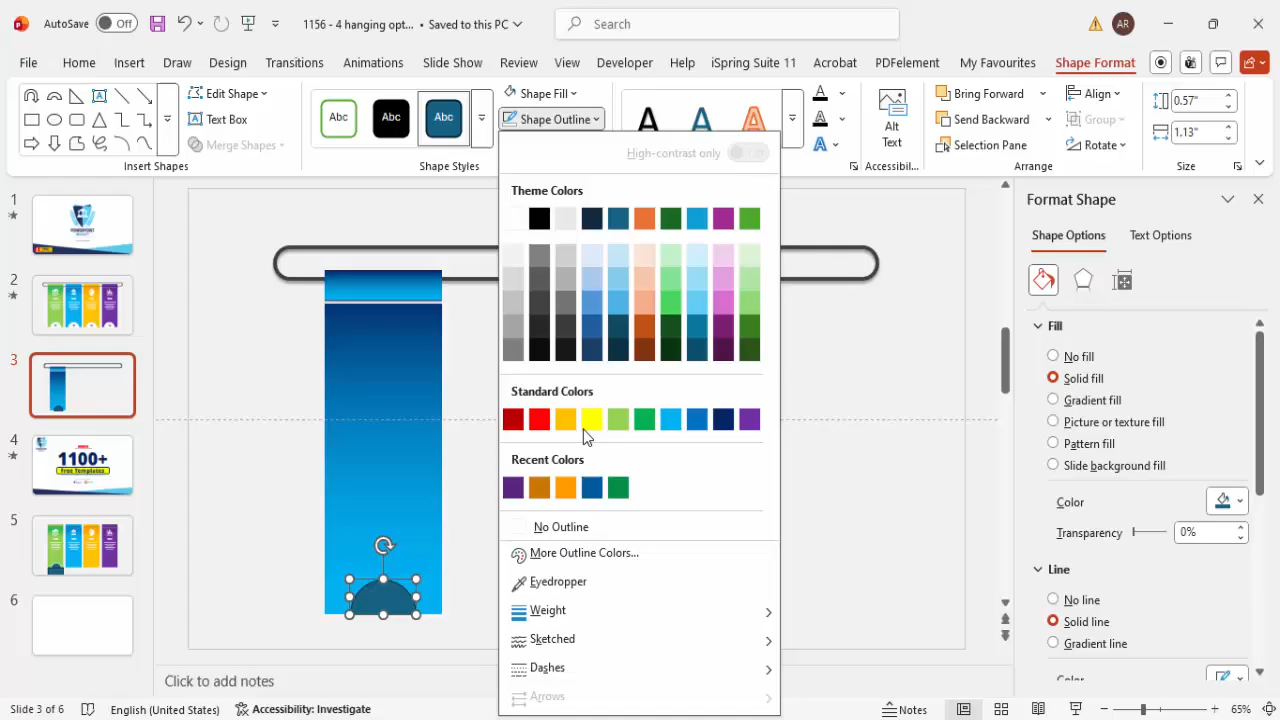 AutoSave Off 1156 - 4 hanging opt... • Saved to this PC Search AR
File Home Insert Draw Design Transitions Animations Slide Show Review View Developer Help iSpring Suite 11 Acrobat PDFelement My Favourites Shape Format
Edit Shape
Text Box
Merge Shapes
Insert Shapes
Abc Abc Abc
Shape Styles
Shape Fill
Shape Outline
A A A
A
A
A
Alt
Text
Accessibil...
Bring Forward
Send Backward
Selection Pane
Align
Group
Rotate
Arrange
0.57"
1.13"
Size
High-contrast only
Theme Colors
Standard Colors
Recent Colors
No Outline
More Outline Colors...
Eyedropper
Weight
Sketched
Dashes
Arrows
1
2
3
4
1100+
Free Templates
5
6
Format Shape
Shape Options Text Options
Fill
No fill
Solid fill
Gradient fill
Picture or texture fill
Pattern fill
Slide background fill
Color
Transparency 0%
Line
No line
Solid line
Gradient line
Color
Click to add notes
Slide 3 of 6 English (United States) Accessibility: Investigate Notes 65%